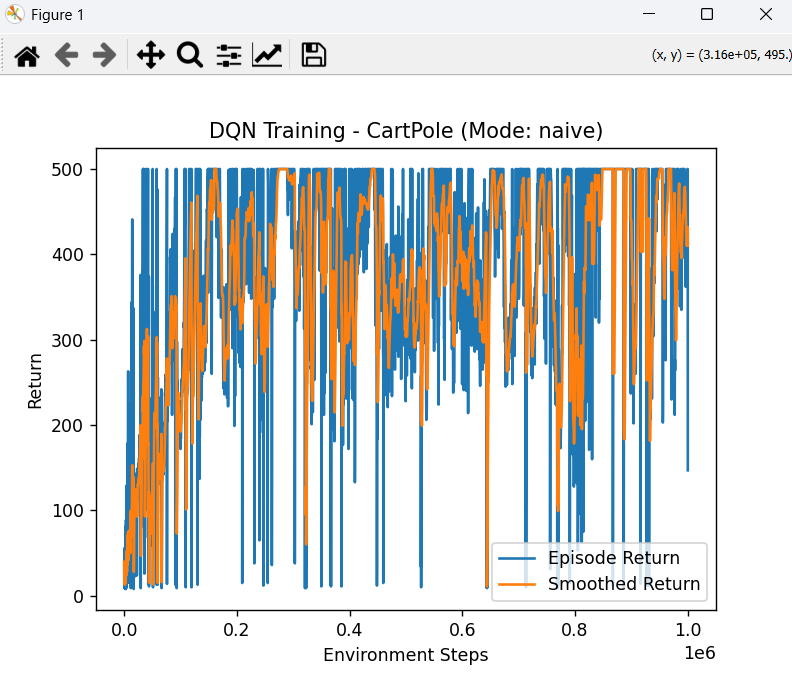 Figure 1
(x, y) = (3.16e+05, 495.)
DQN Training - CartPole (Mode: naive)
500
400
300
200
100
0
Return
Episode Return
Smoothed Return
0.0 0.2 0.4 0.6 0.8 1.0
1e6
Environment Steps